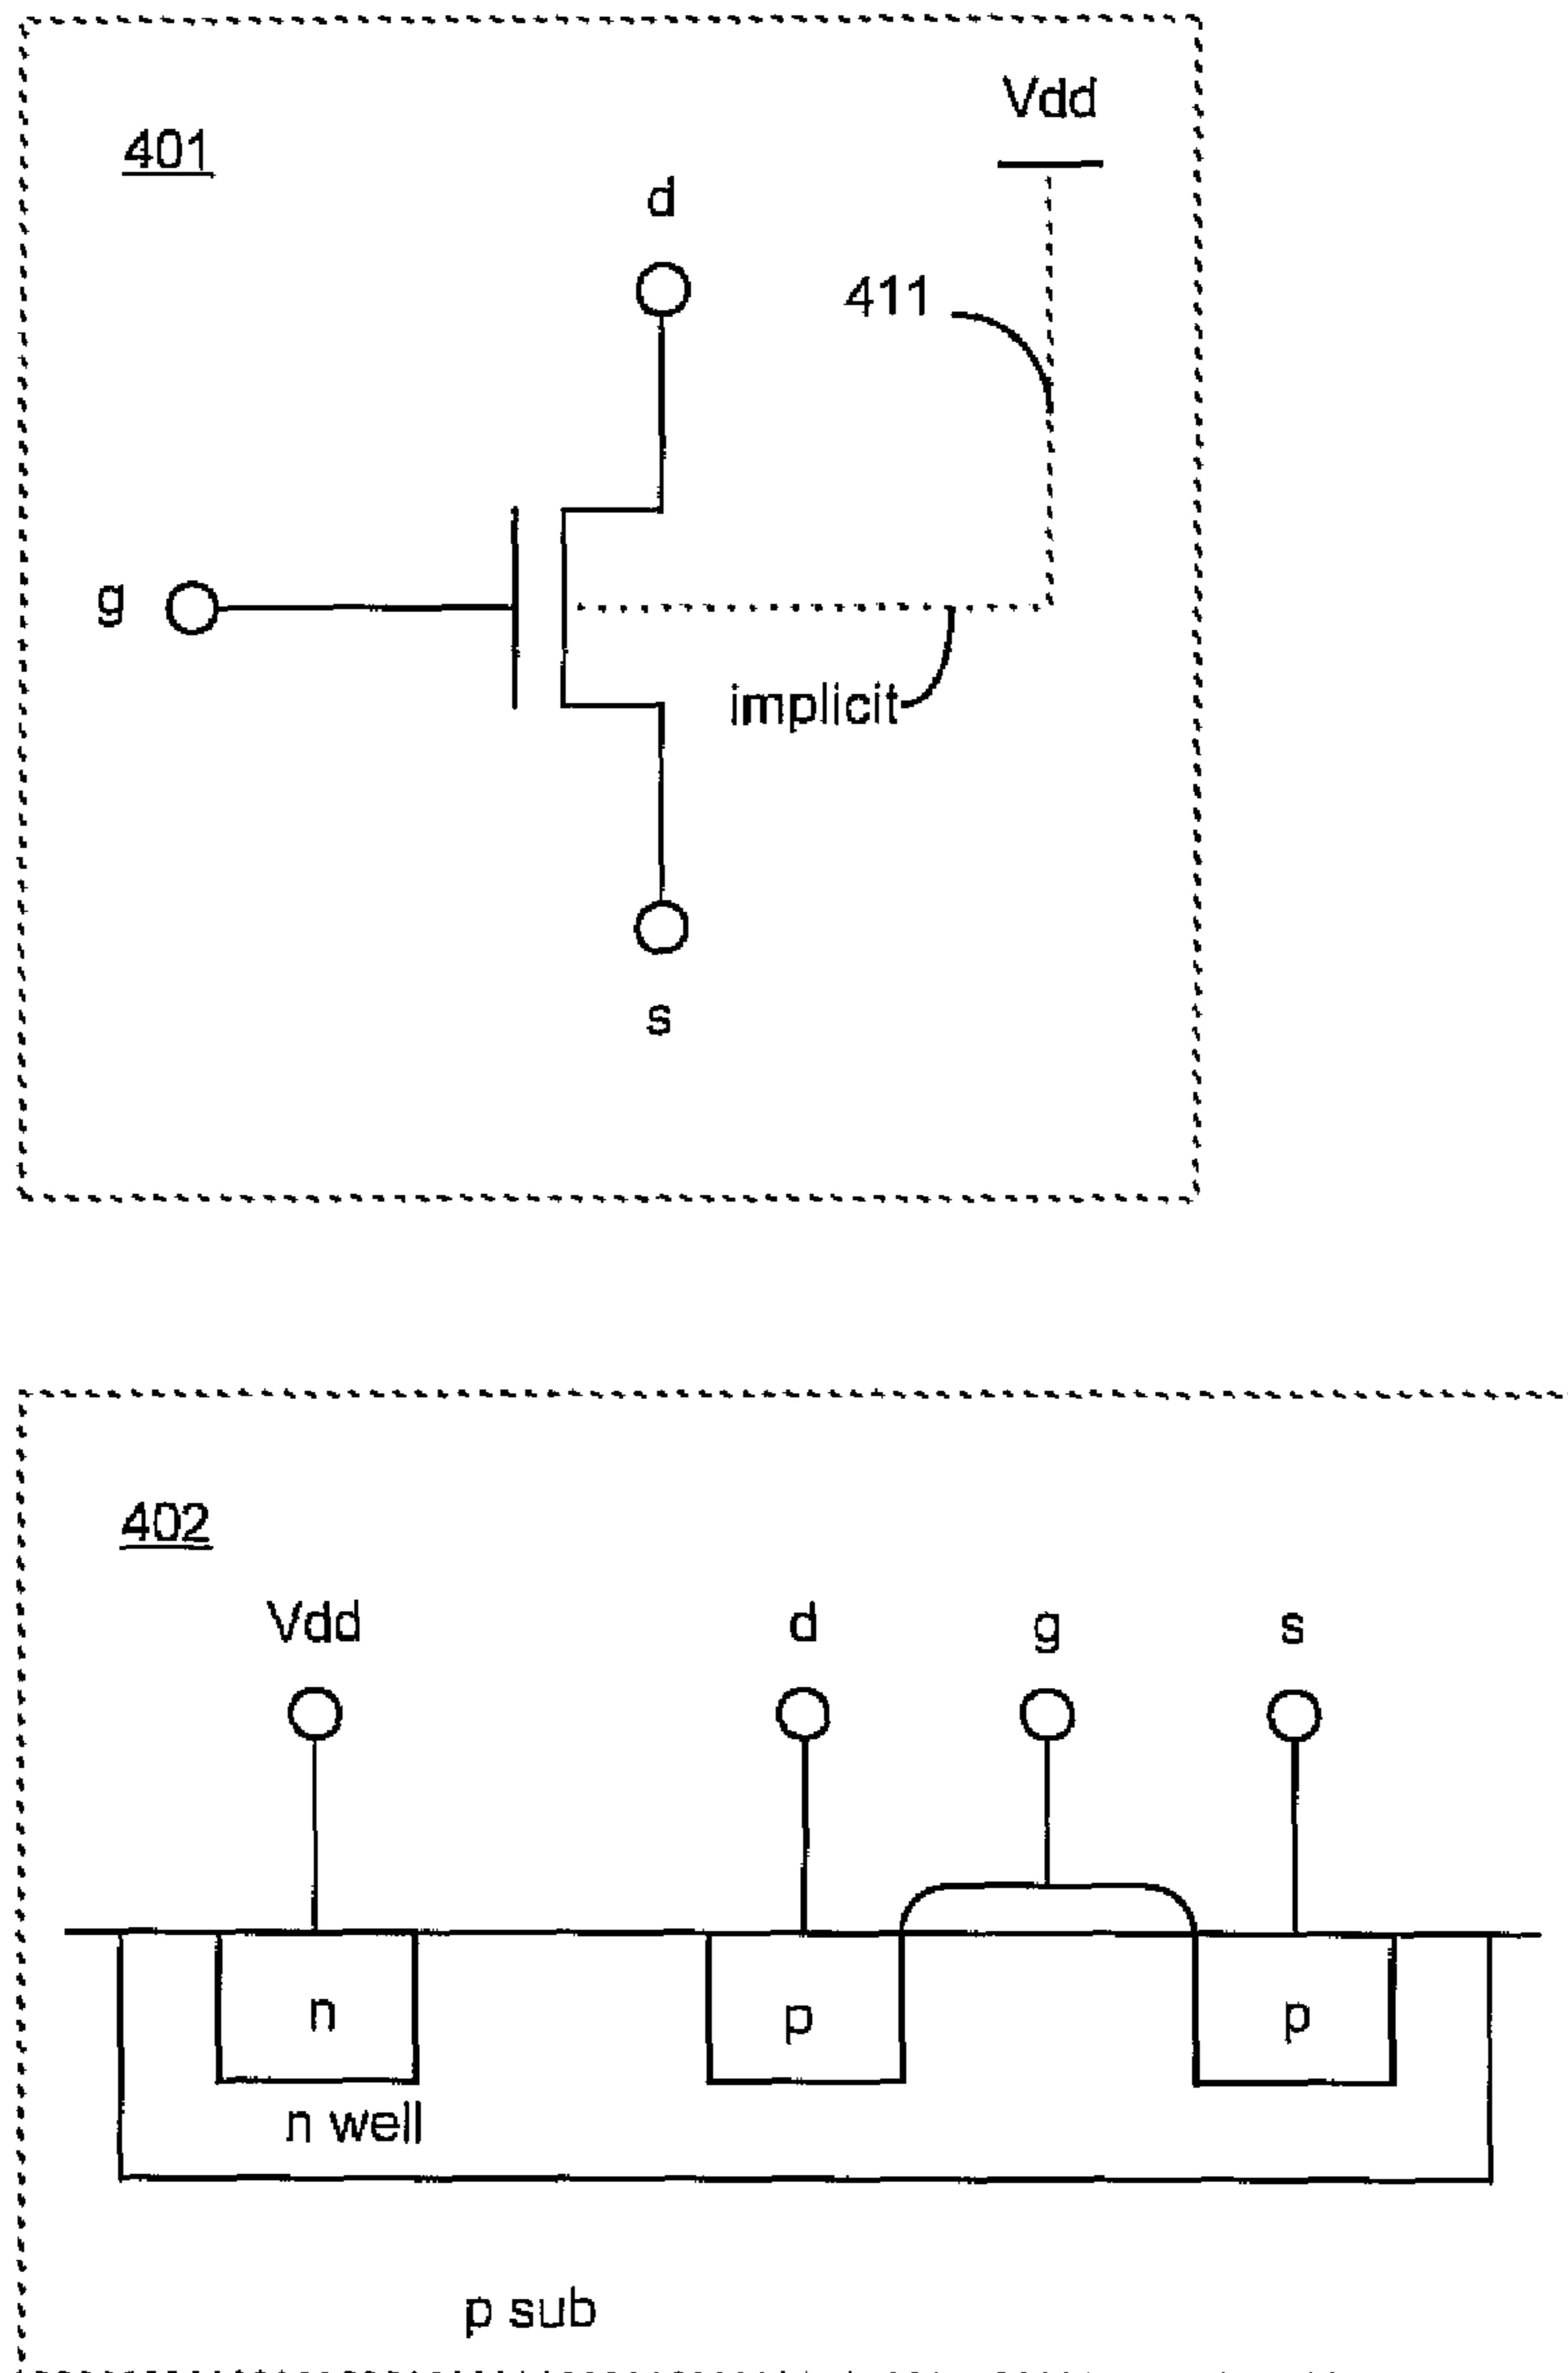 401
Vdd
d
411
g
implicit
s
402
Vdd d g s
n p p
n well
p sub